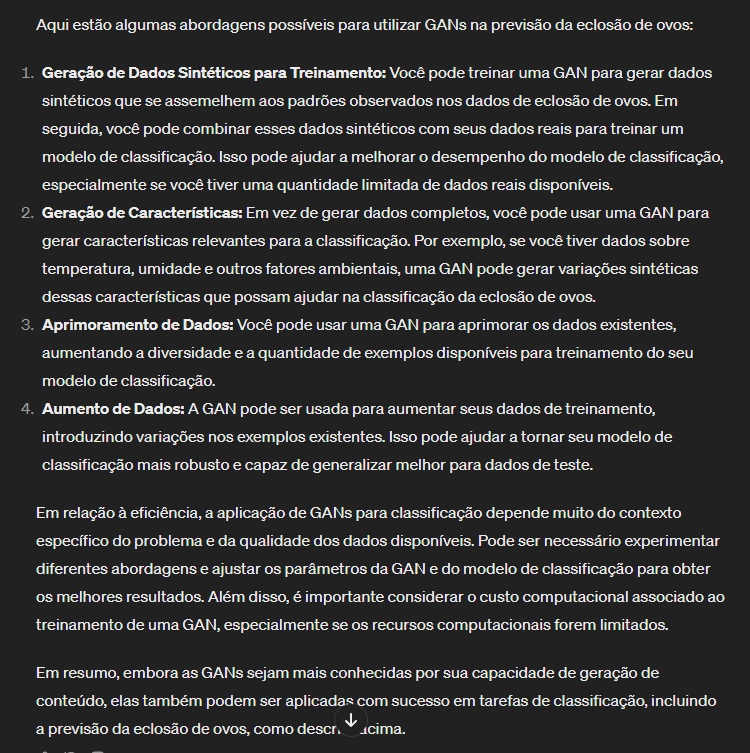 Aqui estão algumas abordagens possíveis para utilizar GANs na previsão da eclosão de ovos:
1. Geração de Dados Sintéticos para Treinamento: Você pode treinar uma GAN para gerar dados
sintéticos que se assemelhem aos padrões observados nos dados de eclosão de ovos. Em
seguida, você pode combinar esses dados sintéticos com seus dados reais para treinar um
modelo de classificação. Isso pode ajudar a melhorar o desempenho do modelo de classificação,
especialmente se você tiver uma quantidade limitada de dados reais disponíveis.
2. Geração de Características: Em vez de gerar dados completos, você pode usar uma GAN para
gerar características relevantes para a classificação. Por exemplo, se você tiver dados sobre
temperatura, umidade e outros fatores ambientais, uma GAN pode gerar variações sintéticas
dessas características que possam ajudar na classificação da eclosão de ovos.
3. Aprimoramento de Dados: Você pode usar uma GAN para aprimorar os dados existentes,
aumentando a diversidade e a quantidade de exemplos disponíveis para treinamento do seu
modelo de classificação.
4. Aumento de Dados: A GAN pode ser usada para aumentar seus dados de treinamento,
introduzindo variações nos exemplos existentes. Isso pode ajudar a tornar seu modelo de
classificação mais robusto e capaz de generalizar melhor para dados de teste.
Em relação à eficiência, a aplicação de GANs para classificação depende muito do contexto
específico do problema e da qualidade dos dados disponíveis. Pode ser necessário experimentar
diferentes abordagens e ajustar os parâmetros da GAN e do modelo de classificação para obter
os melhores resultados. Além disso, é importante considerar o custo computacional associado ao
treinamento de uma GAN, especialmente se os recursos computacionais forem limitados.
Em resumo, embora as GANs sejam mais conhecidas por sua capacidade de geração de
conteúdo, elas também podem ser aplicadas com sucesso em tarefas de classificação, incluindo
a previsão da eclosão de ovos, como acima.